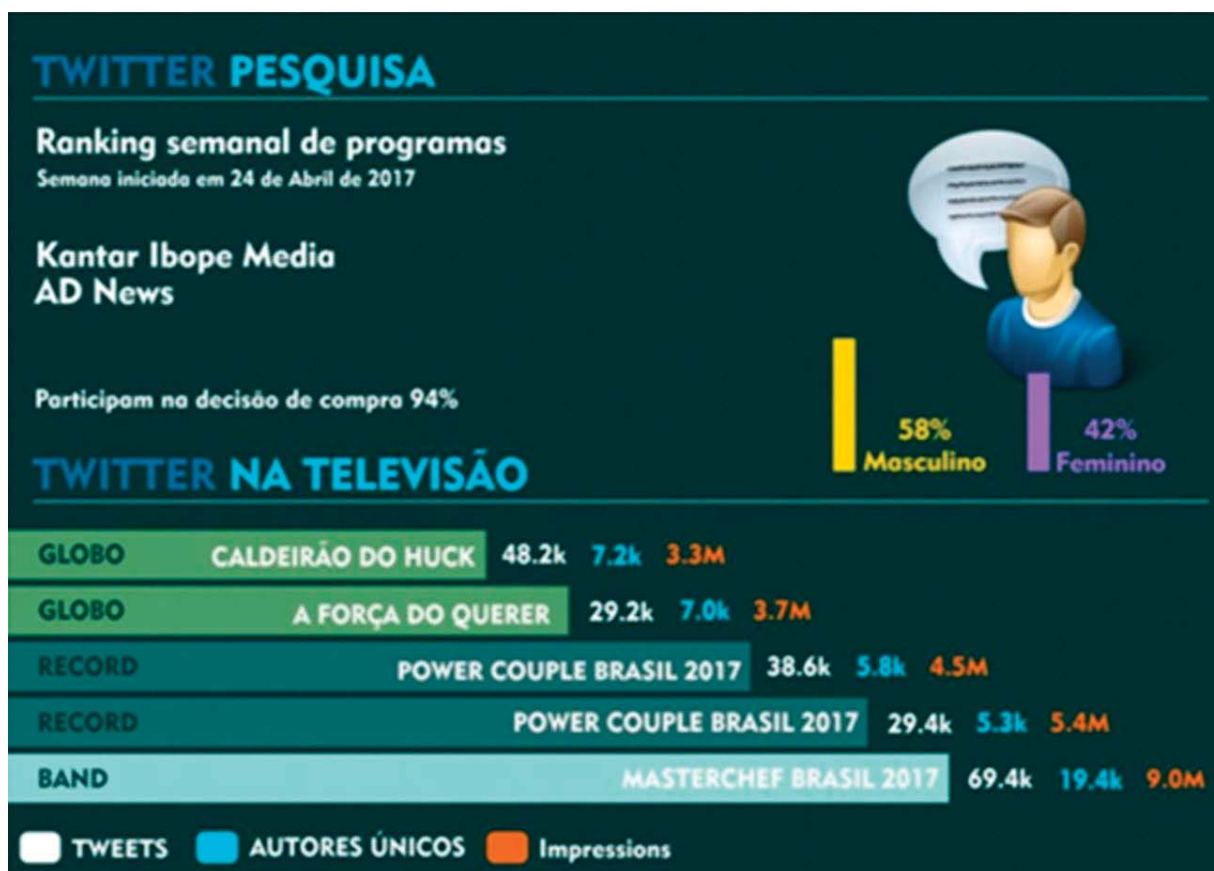 TWITTER PESQUISA
Ranking semanal de programas
Semana iniciada em 24 de Abril de 2017
Kantar Ibope Media
AD News
Participam na decisão de compra 94%
58%
Masculino
42%
Feminino
TWITTER NA TELEVISÃO
GLOBO CALDEIRÃO DO HUCK 48.2k 7.2k 3.3M
GLOBO A FORÇA DO QUERER 29.2k 7.0k 3.7M
RECORD POWER COUPLE BRASIL 2017 38.6k 5.8k 4.5M
RECORD POWER COUPLE BRASIL 2017 29.4k 5.3k 5.4M
BAND MASTERCHEF BRASIL 2017 69.4k 19.4k 9.0M
TWEETS AUTORES ÚNICOS Impressions